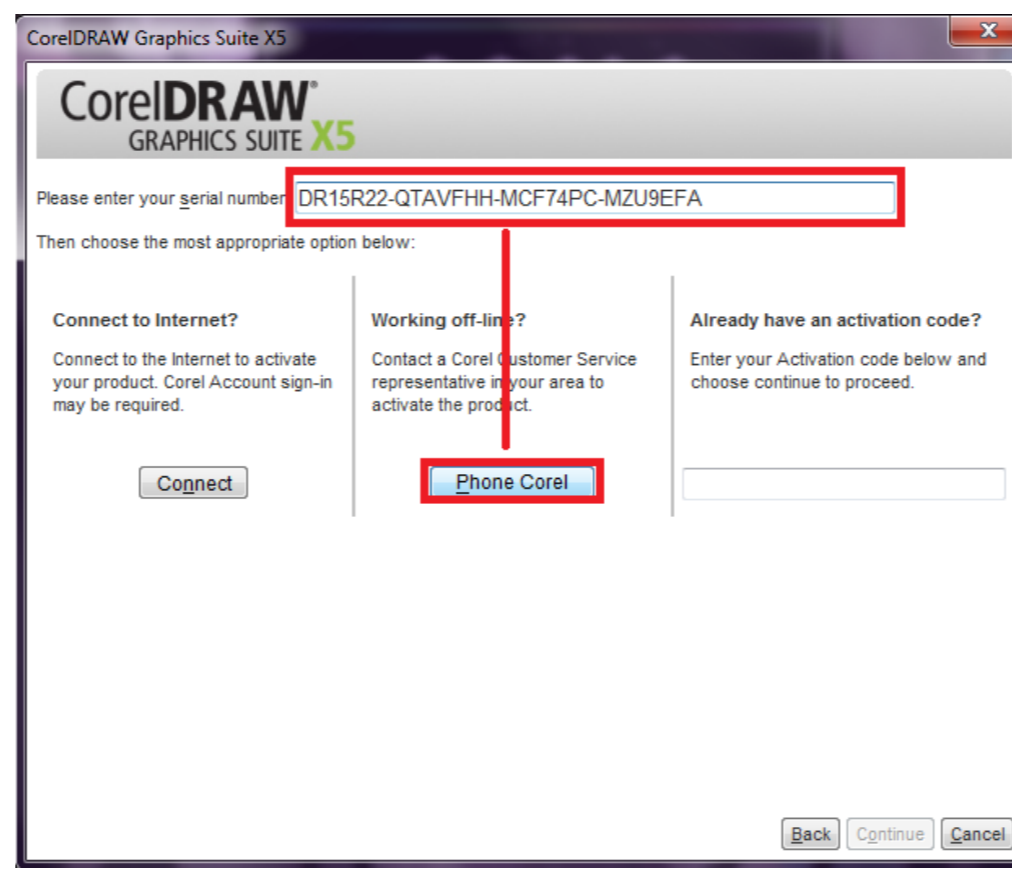 CorelDRAW Graphics Suite X5
x
CorelDRAW®
GRAPHICS SUITE X5
Please enter your serial number DR15R22-QTAVFHH-MCF74PC-MZU9EFA
Then choose the most appropriate option below:
Connect to Internet?
Connect to the Internet to activate
your product. Corel Account sign-in
may be required.
Connect
Working off-line?
Contact a Corel Customer Service
representative in your area to
activate the product.
Phone Corel
Already have an activation code?
Enter your Activation code below and
choose continue to proceed.
Back Continue Cancel